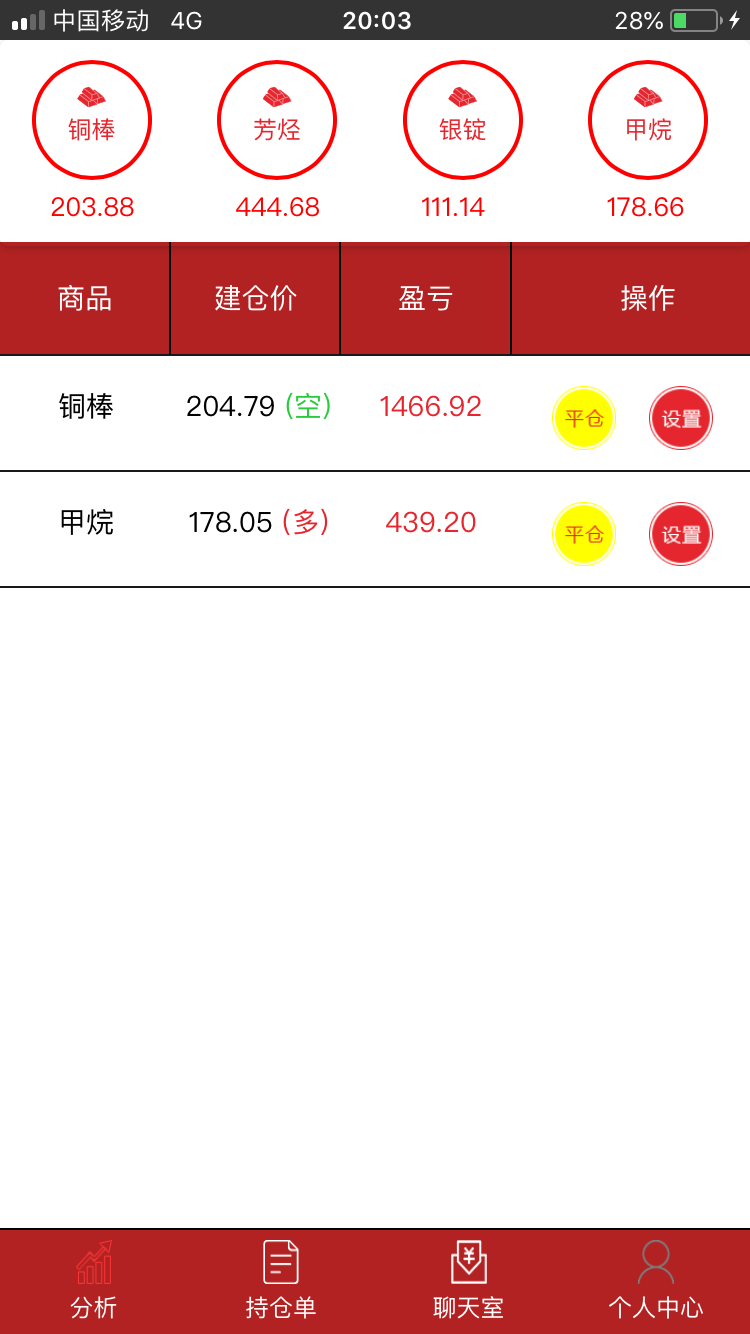 中国移动 4G 20:03 28%
铜棒 芳烃 银锭 甲烷
203.88 444.68 111.14 178.66
商品 建仓价 盈亏 操作
铜棒 204.79 (空) 1466.92 平仓 设置
甲烷 178.05 (多) 439.20 平仓 设置
¥
分析 持仓单 聊天室 个人中心